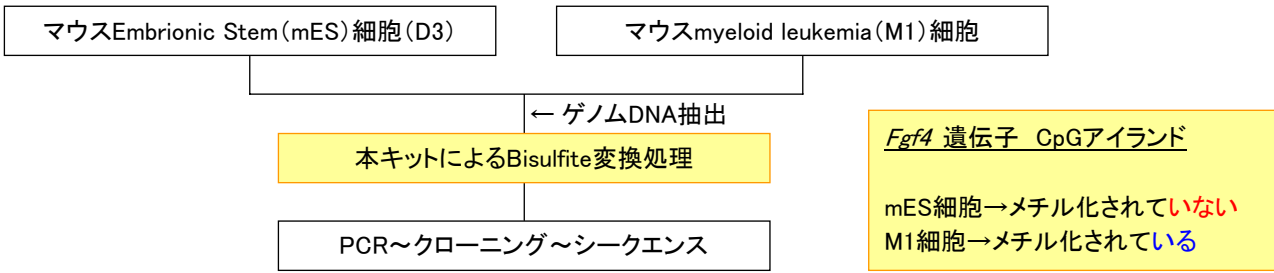 マウスEmbrionic Stem(mES)細胞(D3)
マウスmyeloid leukemia(M1)細胞
← ゲノムDNA抽出
本キットによるBisulfite変換処理
PCR～クローニング～シークエンス
Fgf4 遺伝子 CpGアイランド
mES細胞→メチル化されていない
M1細胞→メチル化されている